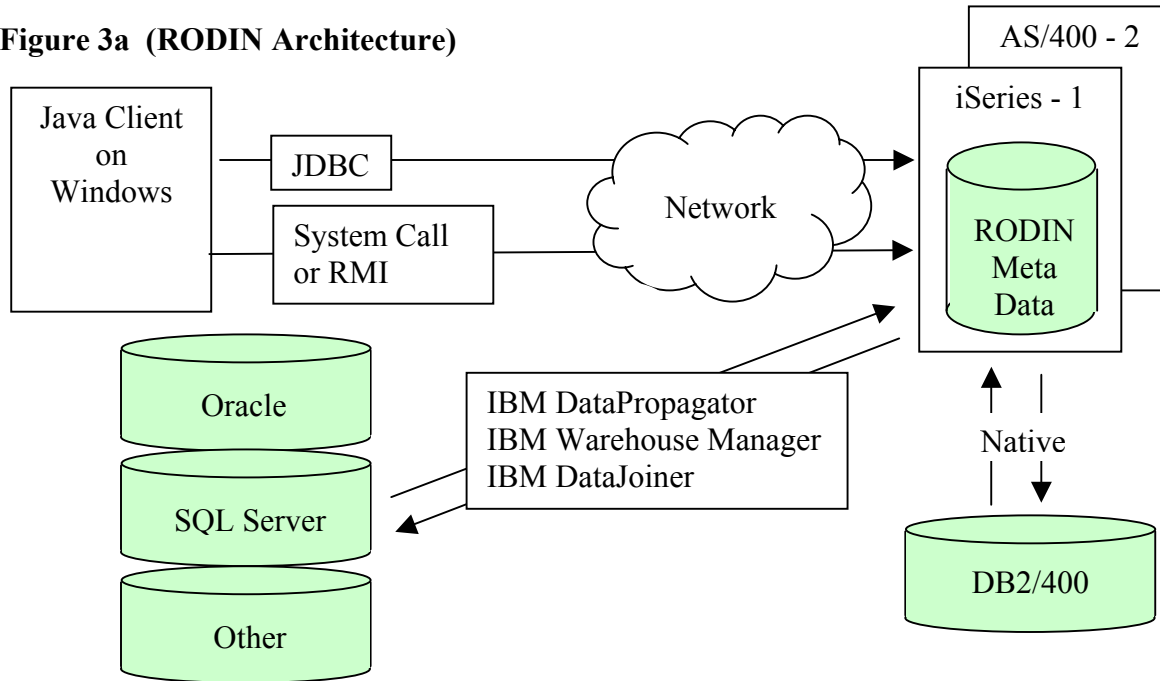 Figure 3a (RODIN Architecture)
AS/400 - 2
iSeries - 1
Java Client
on
Windows
JDBC
System Call
or RMI
Network
RODIN
Meta
Data
Oracle
SQL Server
Other
IBM DataPropagator
IBM Warehouse Manager
IBM DataJoiner
Native
DB2/400